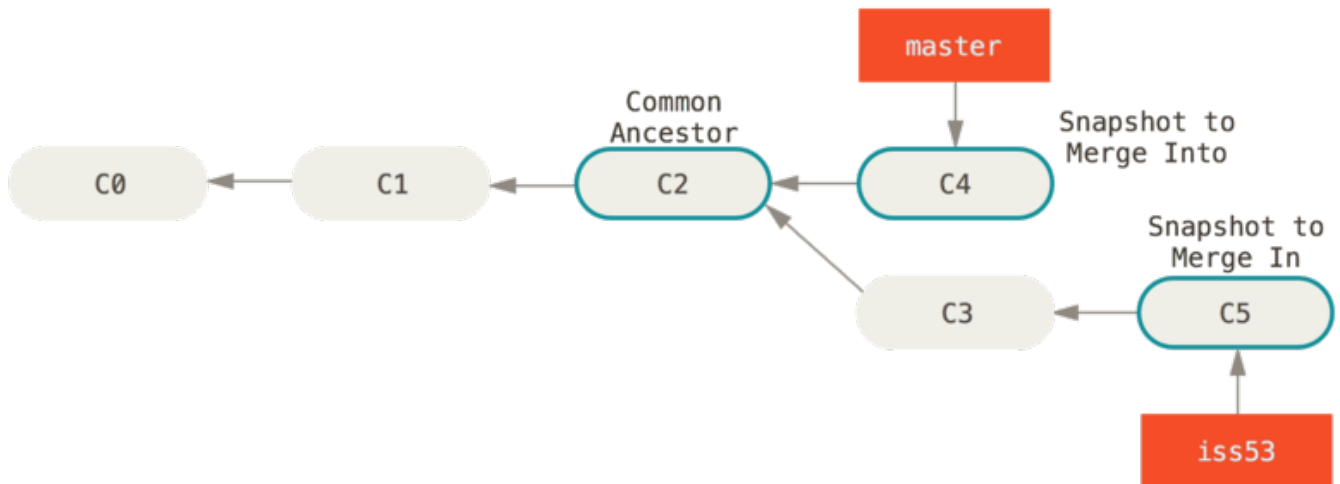 master
Common
Ancestor
Snapshot to
Merge Into
C0
C1
C2
C4
Snapshot to
Merge In
C3
C5
iss53